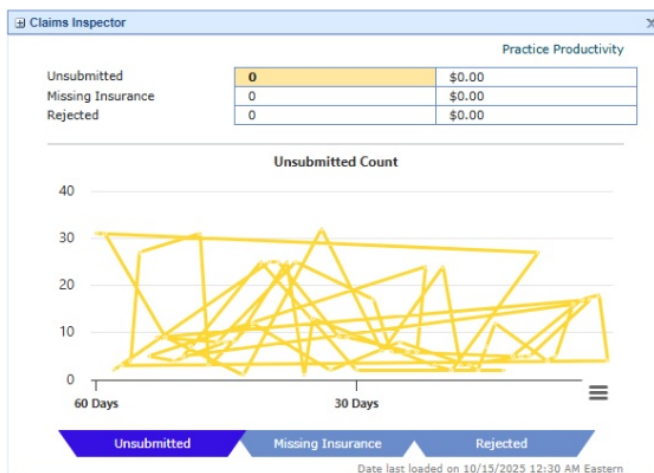 Claims Inspector
Practice Productivity
Unsubmitted 0 $0.00
Missing Insurance 0 $0.00
Rejected 0 $0.00
Unsubmitted Count
40
30
20
10
0
60 Days 30 Days
Unsubmitted Missing Insurance Rejected
Date last loaded on 10/15/2025 12:30 AM Eastern